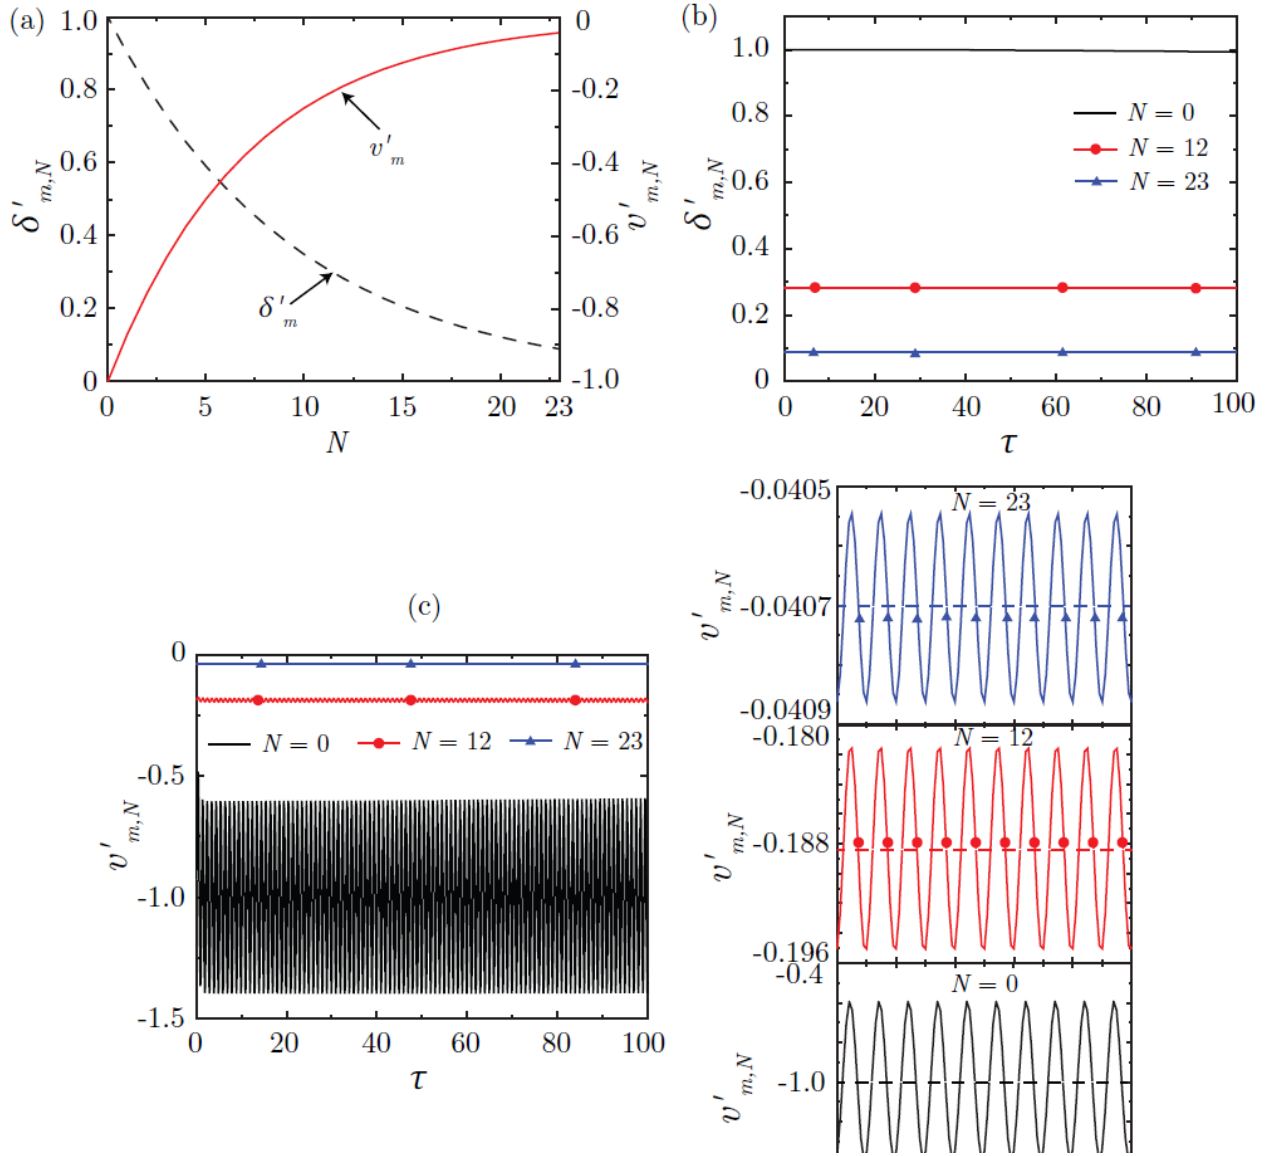 (a)
1.0
0.8
0.6
0.4
0.2
0
δ'm,N
0
-0.2
-0.4
-0.6
-0.8
-1.0
v'm,N
v'm
δ'm
0 5 10 15 20 23
N
(b)
1.0
0.8
0.6
0.4
0.2
0
δ'm,N
N = 0
N = 12
N = 23
0 20 40 60 80 100
τ
(c)
0
-0.5
-1.0
-1.5
v'm,N
N = 0 N = 12 N = 23
0 20 40 60 80 100
τ
-0.0405
-0.0407
-0.0409
v'm,N
N = 23
-0.180
-0.188
-0.196
v'm,N
N = 12
-0.4
-1.0
v'm,N
N = 0